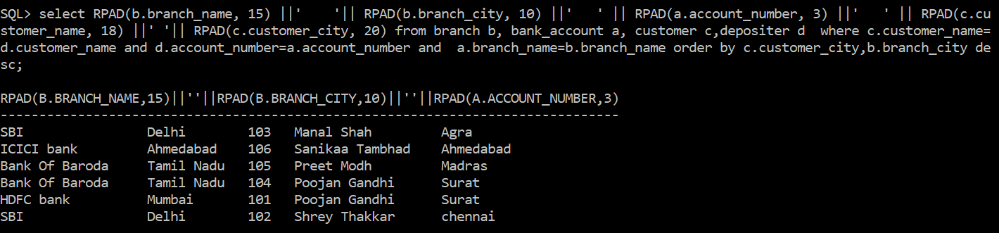 SQL> select RPAD(b.branch_name, 15) ||'    '|| RPAD(b.branch_city, 10) ||'   ' || RPAD(a.account_number, 3) ||'   ' || RPAD(c.cu
stomer_name, 18) ||' '|| RPAD(c.customer_city, 20) from branch b, bank_account a, customer c,depositer d  where c.customer_name=
d.customer_name and d.account_number=a.account_number and  a.branch_name=b.branch_name order by c.customer_city,b.branch_city de
sc;
RPAD(B.BRANCH_NAME,15)||''||RPAD(B.BRANCH_CITY,10)||''||RPAD(A.ACCOUNT_NUMBER,3)
--------------------------------------------------------------------------------
SBI                Delhi        103   Manal Shah         Agra
ICICI bank         Ahmedabad    106   Sanikaa Tambhad    Ahmedabad
Bank Of Baroda     Tamil Nadu   105   Preet Modh         Madras
Bank Of Baroda     Tamil Nadu   104   Poojan Gandhi      Surat
HDFC bank          Mumbai       101   Poojan Gandhi      Surat
SBI                Delhi        102   Shrey Thakkar      chennai